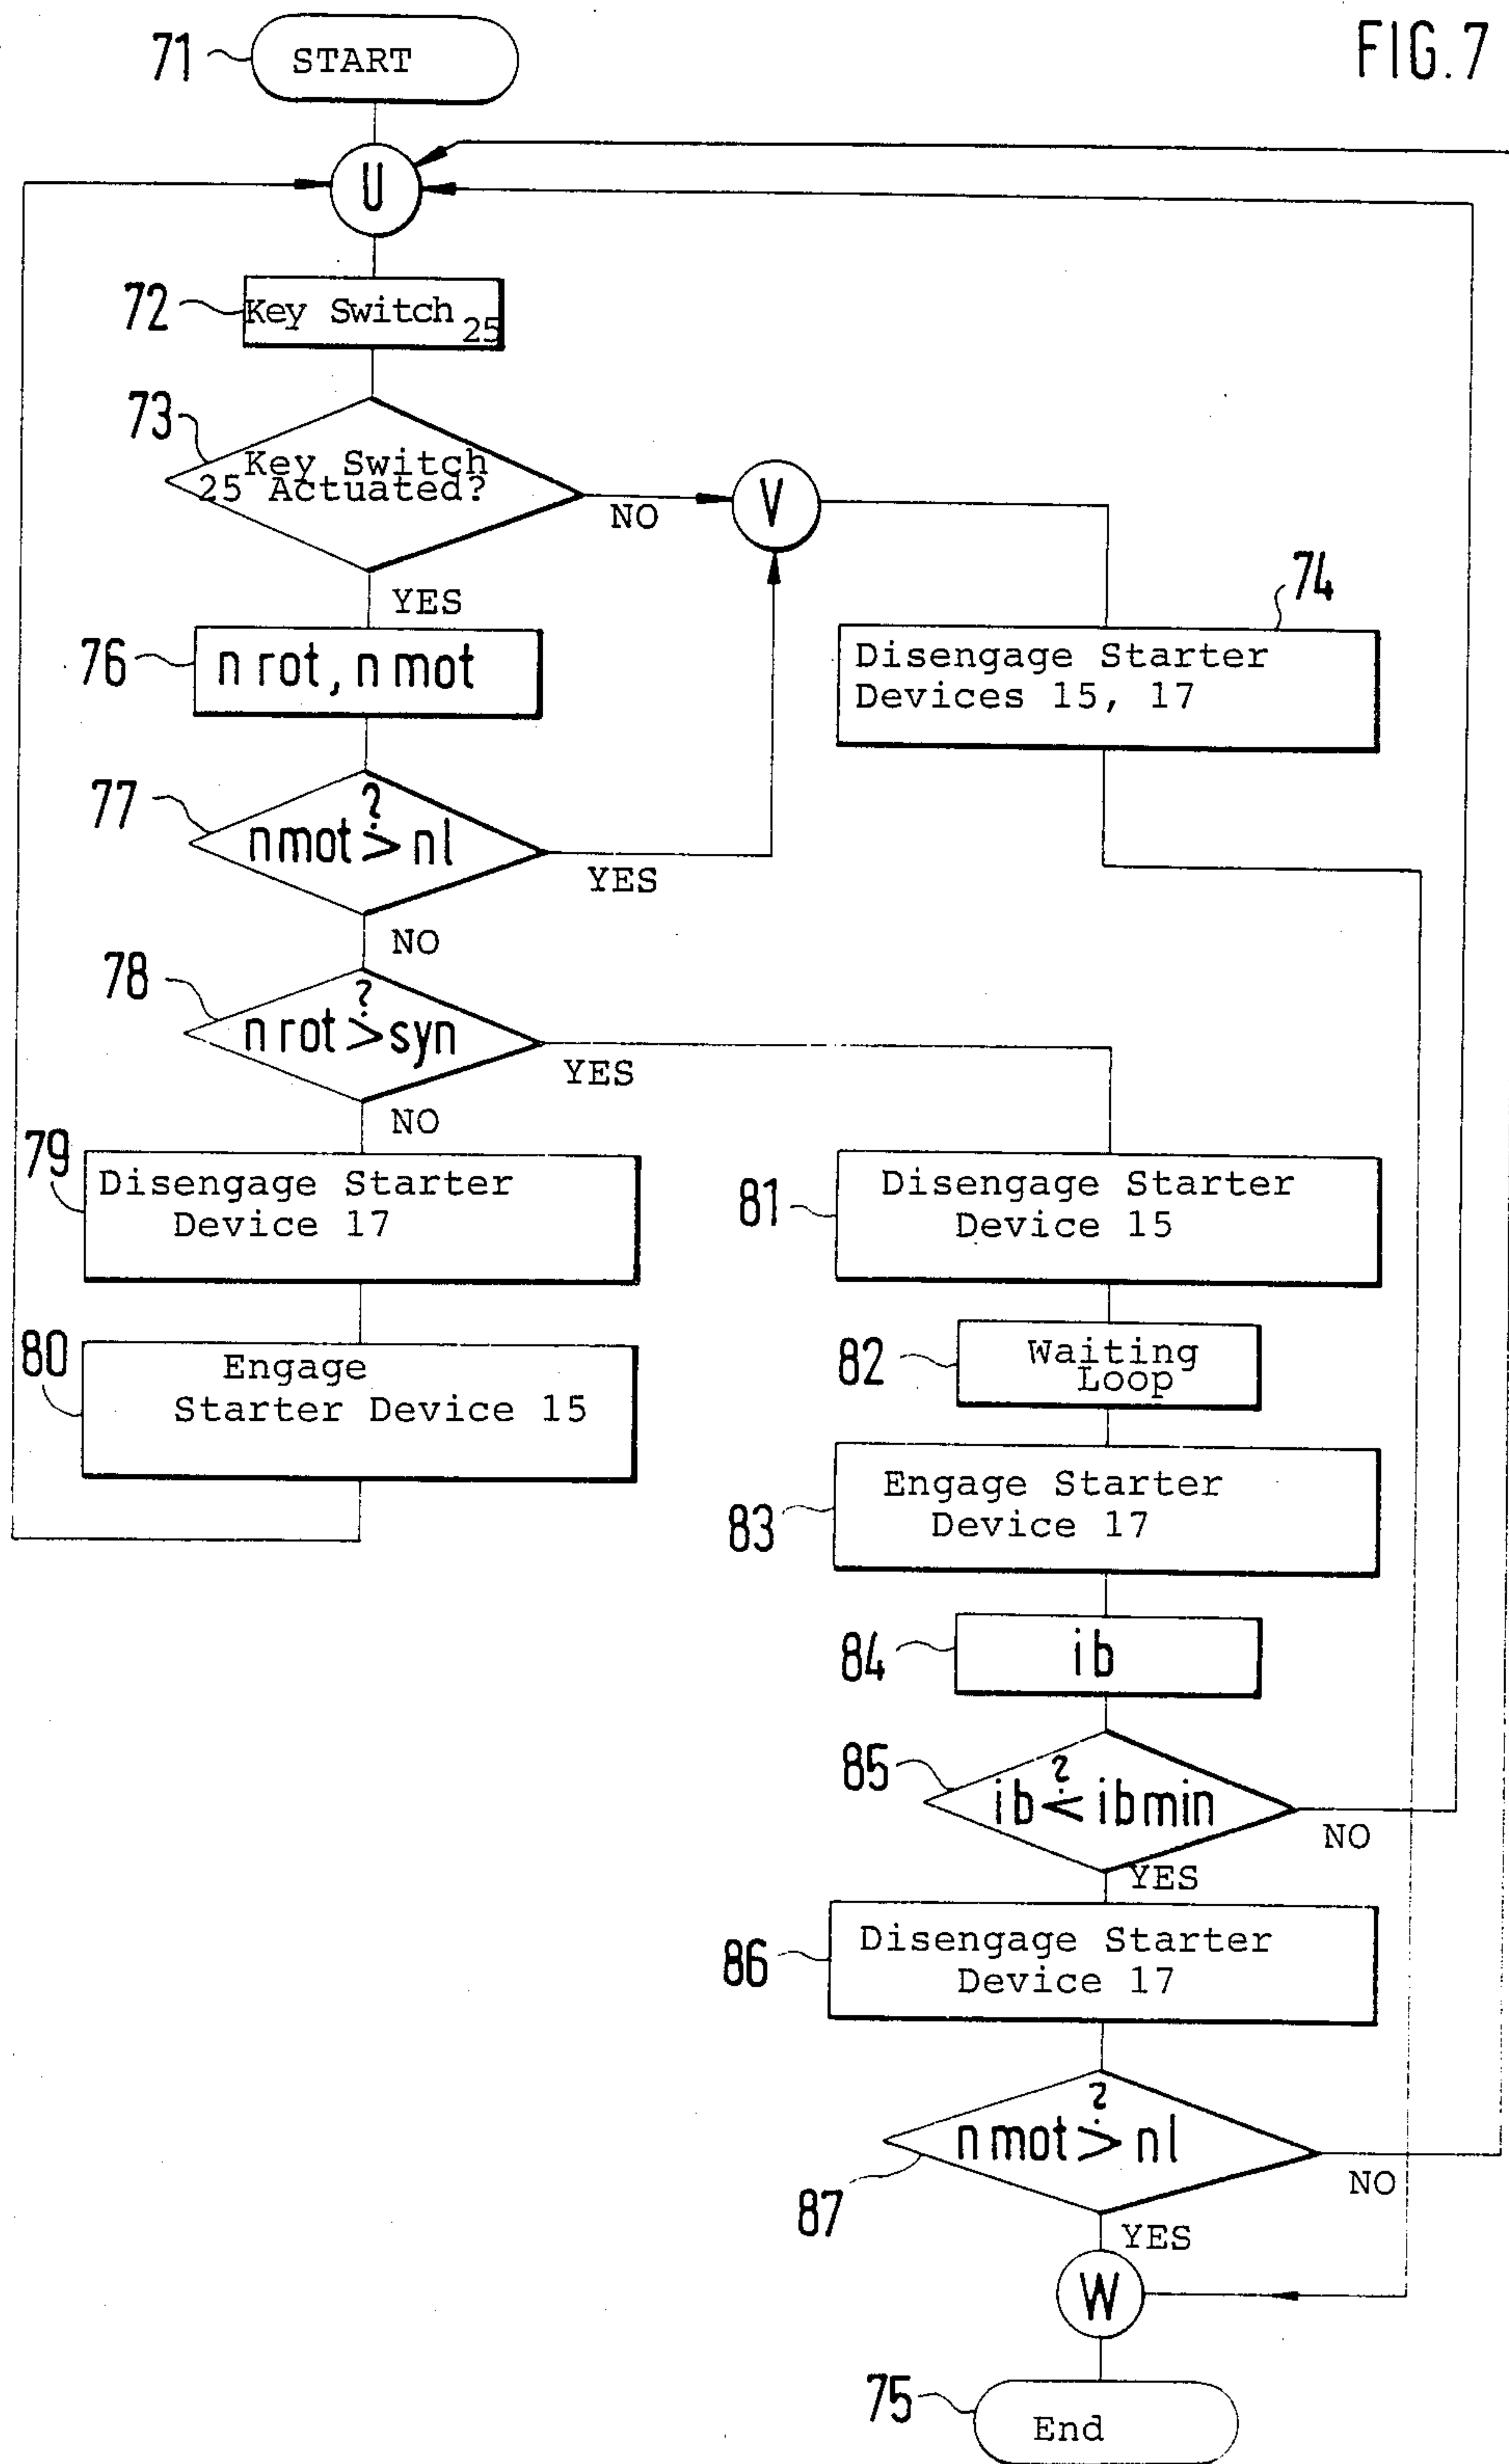 FIG.7
71
START
U
72
Key Switch 25
73
Key Switch
25 Actuated?
NO
V
YES
74
76
n rot, n mot
Disengage Starter
Devices 15, 17
77
?
nmot > nl
YES
NO
78
?
n rot > syn
YES
NO
79
Disengage Starter
Device 17
81
Disengage Starter
Device 15
80
Engage
Starter Device 15
82
Waiting
Loop
83
Engage Starter
Device 17
84
ib
85
?
ib < ibmin
NO
YES
86
Disengage Starter
Device 17
?
n mot > nl
87
NO
YES
W
75
End